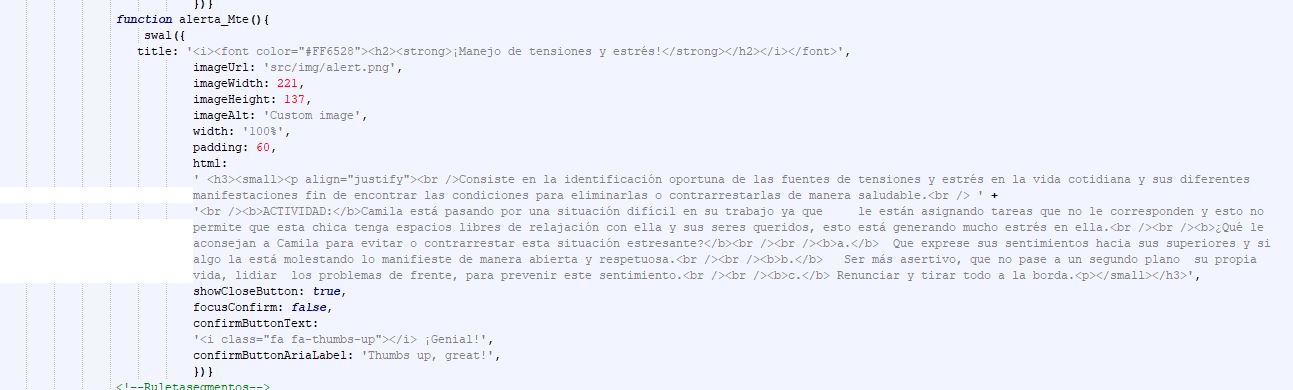 })}
function alerta_Mte(){
swal({
title: '<i><font color="#FF6528"><h2><strong>¡Manejo de tensiones y estrés!</strong></h2></i></font>',
imageUrl: 'src/img/alert.png',
imageWidth: 221,
imageHeight: 137,
imageAlt: 'Custom image',
width: '100%',
padding: 60,
html:
' <h3><small><p align="justify"><br />Consiste en la identificación oportuna de las fuentes de tensiones y estrés en la vida cotidiana y sus diferentes
manifestaciones fin de encontrar las condiciones para eliminarlas o contrarrestarlas de manera saludable.<br /> ' +
'<br /><b>ACTIVIDAD:</b>Camila está pasando por una situación difícil en su trabajo ya que     le están asignando tareas que no le corresponden y esto no
permite que esta chica tenga espacios libres de relajación con ella y sus seres queridos, esto está generando mucho estrés en ella.<br /><br /><b>¿Qué le
aconsejan a Camila para evitar o contrarrestar esta situación estresante?</b><br /><br /><b>a.</b>  Que exprese sus sentimientos hacia sus superiores y si
algo la está molestando lo manifieste de manera abierta y respetuosa.<br /><br /><b>b.</b>   Ser más asertivo, que no pase a un segundo plano  su propia
vida, lidiar  los problemas de frente, para prevenir este sentimiento.<br /><br /><b>c.</b> Renunciar y tirar todo a la borda.<p></small></h3>',
showCloseButton: true,
focusConfirm: false,
confirmButtonText:
'<i class="fa fa-thumbs-up"></i> ¡Genial!',
confirmButtonAriaLabel: 'Thumbs up, great!',
})}
<!--Ruletasegmentos-->